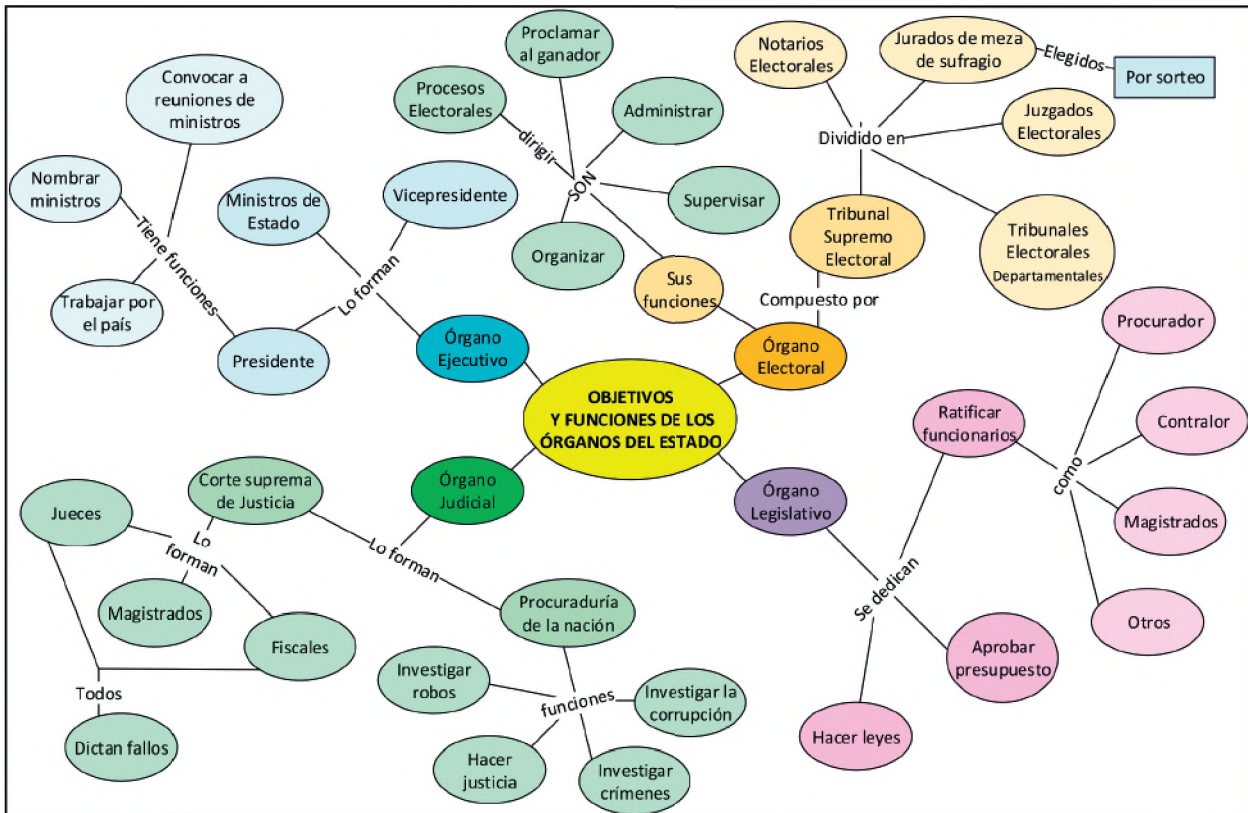 Proclamar
al ganador
Notarios
Electorales
Jurados de meza
de sufragio
Elegidos
Por sorteo
Convocar a
reuniones de
ministros
Procesos
Electorales
Administrar
Juzgados
Electorales
dirigir
Dividido en
SON
Nombrar
ministros
Ministros de
Estado
Vicepresidente
Supervisar
Tribunal
Supremo
Electoral
Tribunales
Electorales
Departamentales
Organizar
Tiene funciones
Lo forman
Sus
funciones
Compuesto por
Trabajar por
el país
Presidente
Órgano
Ejecutivo
Órgano
Electoral
Procurador
OBJETIVOS
Y FUNCIONES DE LOS
ÓRGANOS DEL ESTADO
Ratificar
funcionarios
Contralor
como
Magistrados
Otros
Corte suprema
de Justicia
Órgano
Judicial
Órgano
Legislativo
Jueces
Lo
forman
Lo forman
Magistrados
Fiscales
Procuraduría
de la nación
Se dedican
Aprobar
presupuesto
Hacer leyes
Todos
Dictan fallos
Investigar
robos
funciones
Investigar la
corrupción
Hacer
justicia
Investigar
crímenes